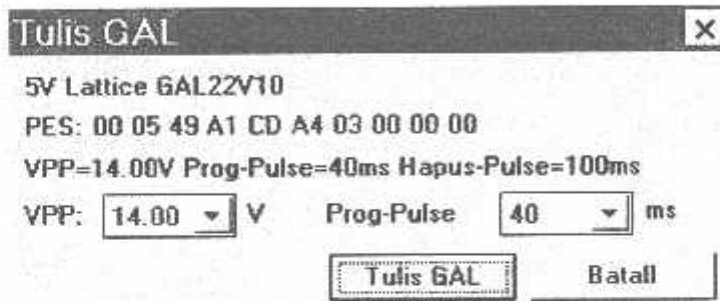 Tulis GAL
5V Lattice GAL22V10
PES: 00 05 49 A1 CD A4 03 00 00 00
VPP=14.00V Prog-Pulse=40ms Hapus-Pulse=100ms
VPP: 14.00 V Prog-Pulse 40 ms
Tulis GAL Batall